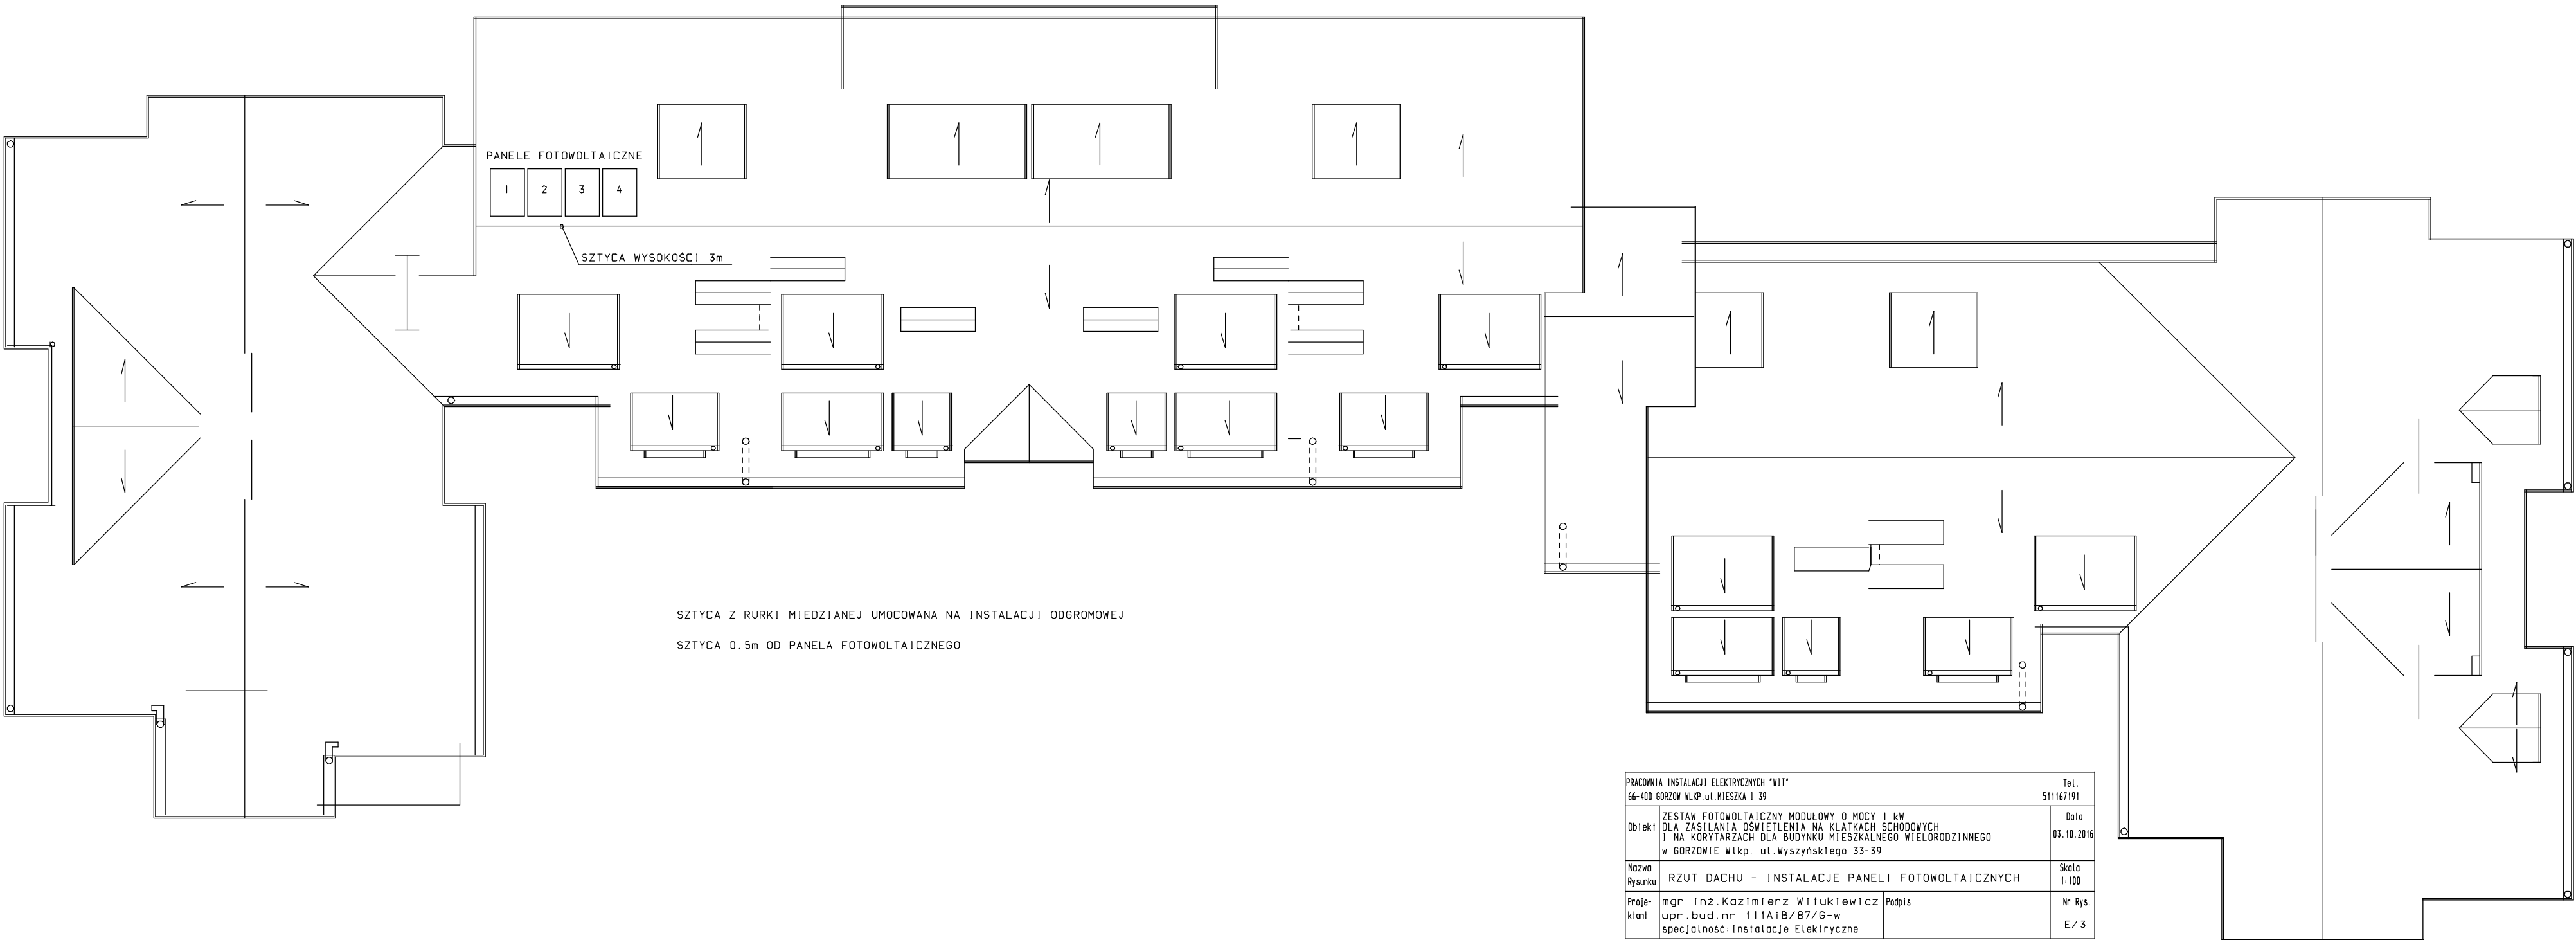 PANELE FOTOWOLTAICZNE
1 2 3 4
SZTYCA WYSOKOŚCI 3m
SZTYCA Z RURKI MIEDZIANEJ UMOCOWANA NA INSTALACJI ODGROMOWEJ
SZTYCA 0.5m OD PANELA FOTOWOLTAICZNEGO
PRACOWNIA INSTALACJI ELEKTRYCZNYCH "WIT" Tel.
66-400 GORZOW WLKP.ul.MIESZKA I 39 511167191
Obiekt
ZESTAW FOTOWOLTAICZNY MODUŁOWY O MOCY 1 kW
DLA ZASILANIA OŚWIETLENIA NA KLATKACH SCHODOWYCH
I NA KORYTARZACH DLA BUDYNKU MIESZKALNEGO WIELORODZINNEGO
w GORZOWIE Wlkp. ul.Wyszyńskiego 33-39
Data
03.10.2016
Nazwa
Rysunku
RZUT DACHU - INSTALACJE PANELI FOTOWOLTAICZNYCH
Skala
1:100
Proje-
ktant
mgr inż.Kazimierz Witukiewicz
upr.bud.nr 111AiB/87/G-w
specjalność:Instalacje Elektryczne
Podpis
Nr Rys.
E/3